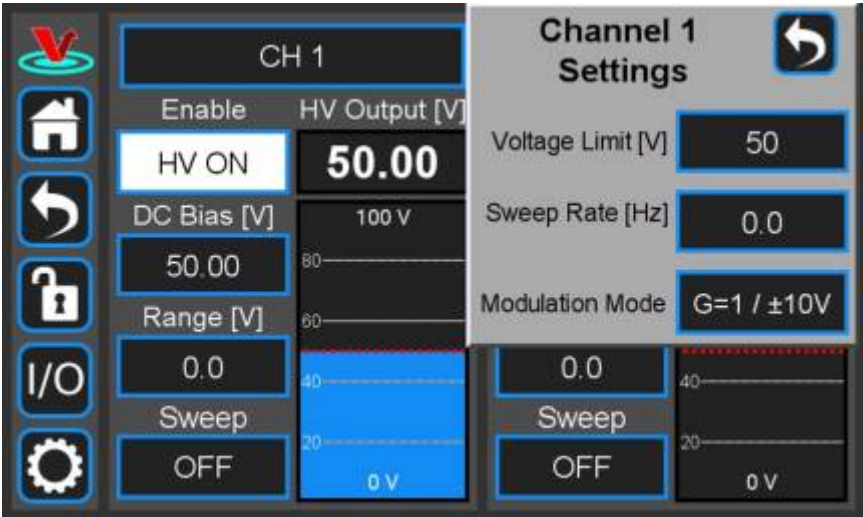 CH 1
Enable
HV Output [V]
HV ON
50.00
DC Bias [V]
50.00
Range [V]
0.0
Sweep
OFF
100 V
80
60
40
20
0 V
Channel 1
Settings
Voltage Limit [V]
50
Sweep Rate [Hz]
0.0
Modulation Mode
G=1 / ±10V
0.0
Sweep
OFF
40
20
0 V
I/O